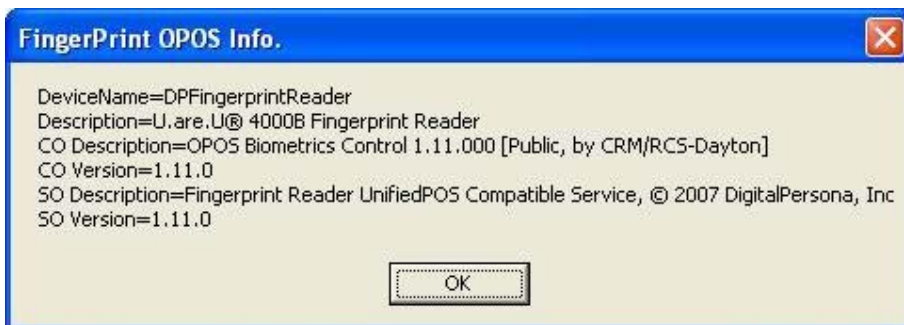 FingerPrint OPOS Info.
DeviceName=DPFingerprintReader
Description=U.are.U® 4000B Fingerprint Reader
CO Description=OPOS Biometrics Control 1.11.000 [Public, by CRM/RCS-Dayton]
CO Version=1.11.0
SO Description=Fingerprint Reader UnifiedPOS Compatible Service, © 2007 DigitalPersona, Inc
SO Version=1.11.0
OK